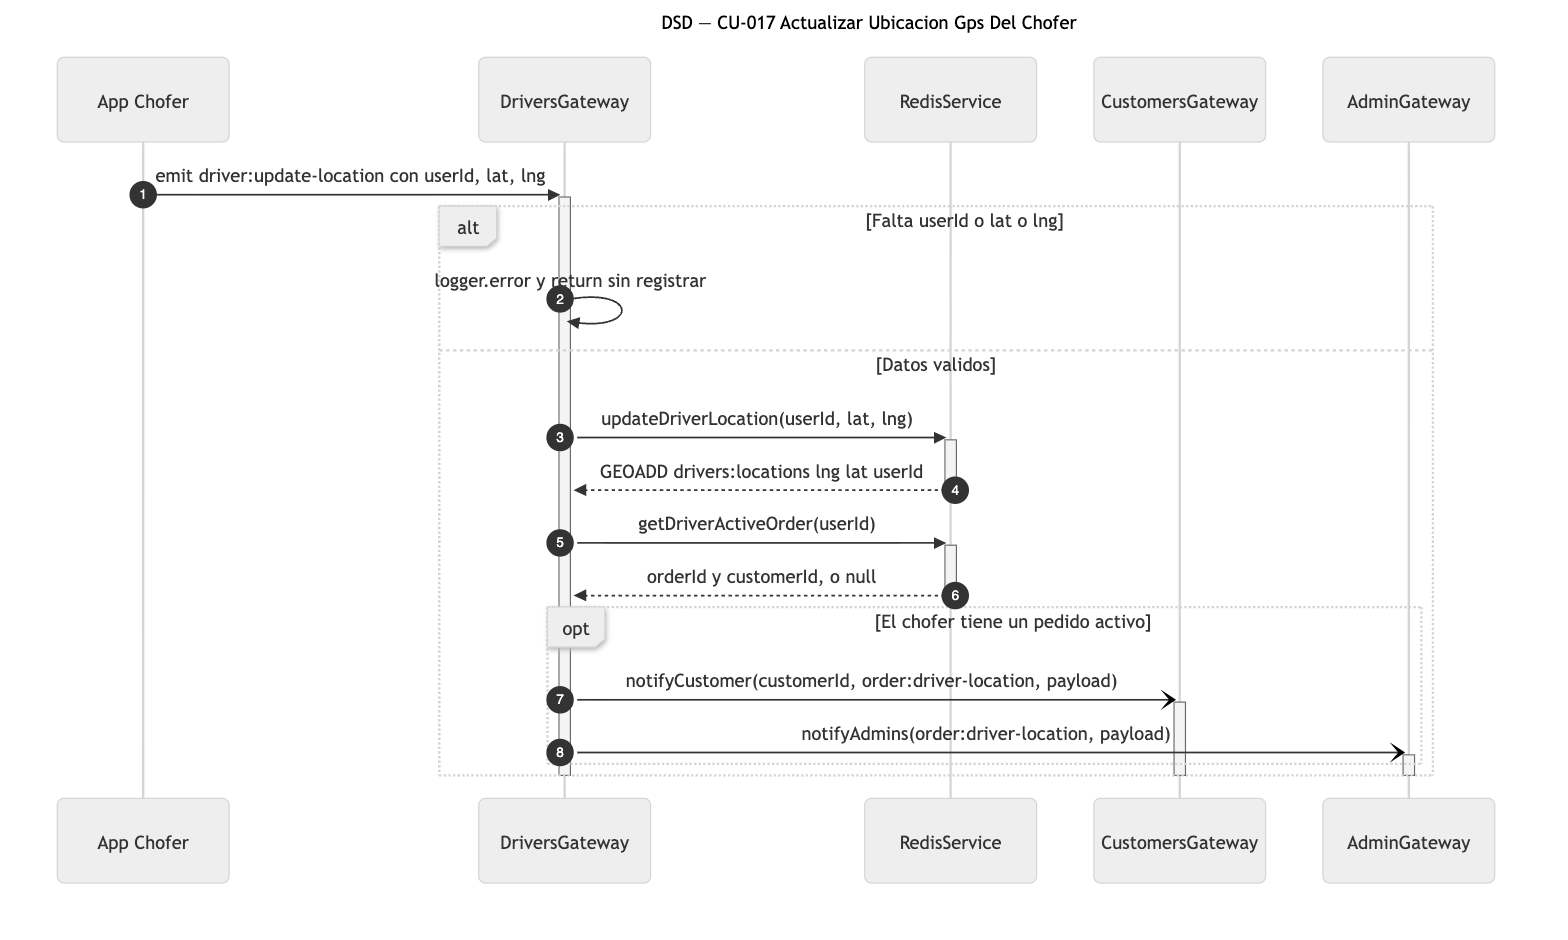 DSD — CU-017 Actualizar Ubicacion Gps Del Chofer
App Chofer
DriversGateway
RedisService
CustomersGateway
AdminGateway
emit driver:update-location con userId, lat, lng
1
alt
[Falta userId o lat o lng]
logger.error y return sin registrar
2
[Datos validos]
updateDriverLocation(userId, lat, lng)
3
GEOADD drivers:locations lng lat userId
4
getDriverActiveOrder(userId)
5
orderId y customerId, o null
6
opt
[El chofer tiene un pedido activo]
notifyCustomer(customerId, order:driver-location, payload)
7
notifyAdmins(order:driver-location, payload)
8
App Chofer
DriversGateway
RedisService
CustomersGateway
AdminGateway